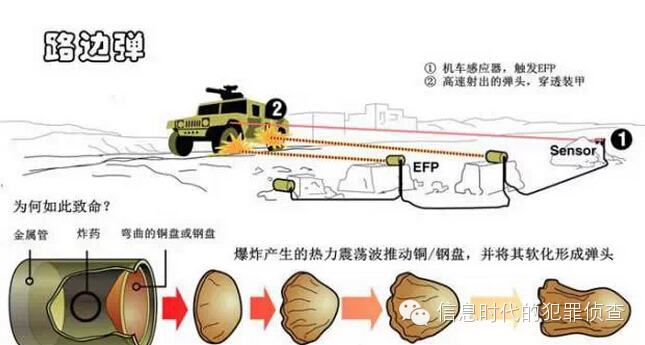 路边弹
① 机车感应器，触发EFP
② 高速射出的弹头，穿透装甲
2
1
Sensor
EFP
为何如此致命？
金属管
炸药
弯曲的铜盘或钢盘
爆炸产生的热力震荡波推动铜/钢盘，并将其软化形成弹头
信息时代的犯罪侦查